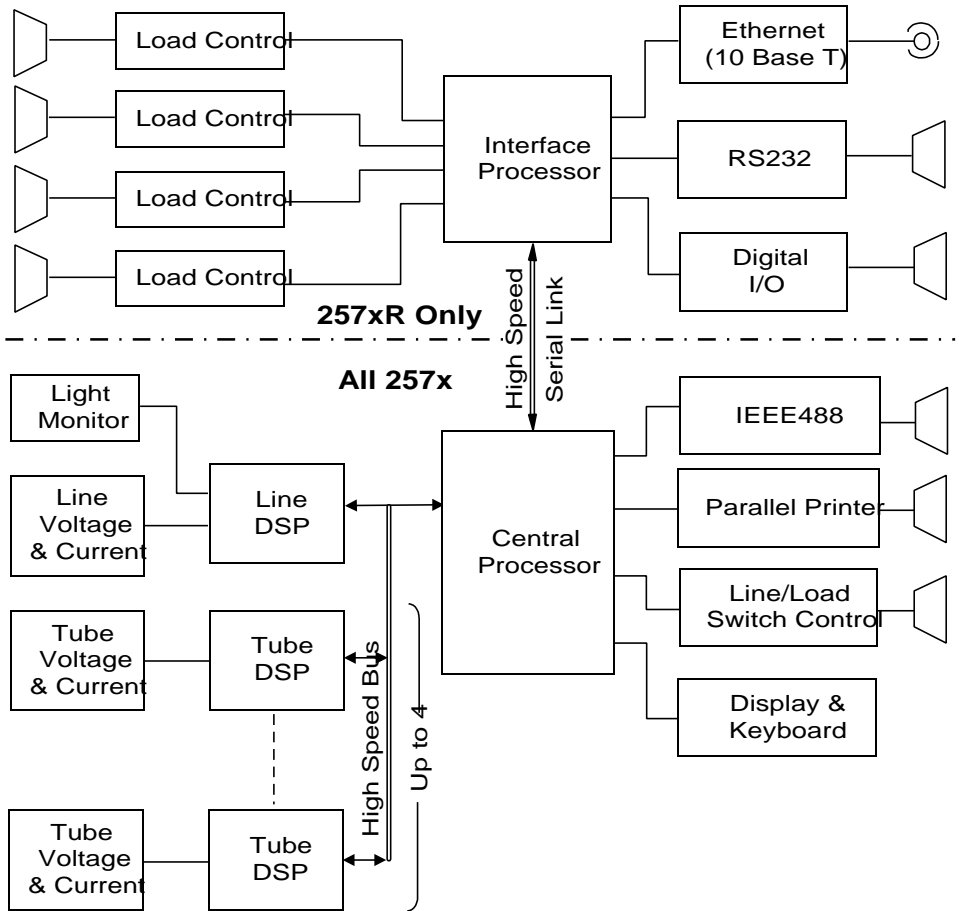 Load Control
Load Control
Load Control
Load Control
Interface
Processor
Ethernet
(10 Base T)
RS232
Digital
I/O
257xR Only
High Speed
Serial Link
All 257x
Light
Monitor
Line
Voltage
& Current
Line
DSP
Tube
Voltage
& Current
Tube
DSP
Tube
Voltage
& Current
Tube
DSP
High Speed Bus
Up to 4
Central
Processor
IEEE488
Parallel Printer
Line/Load
Switch Control
Display &
Keyboard